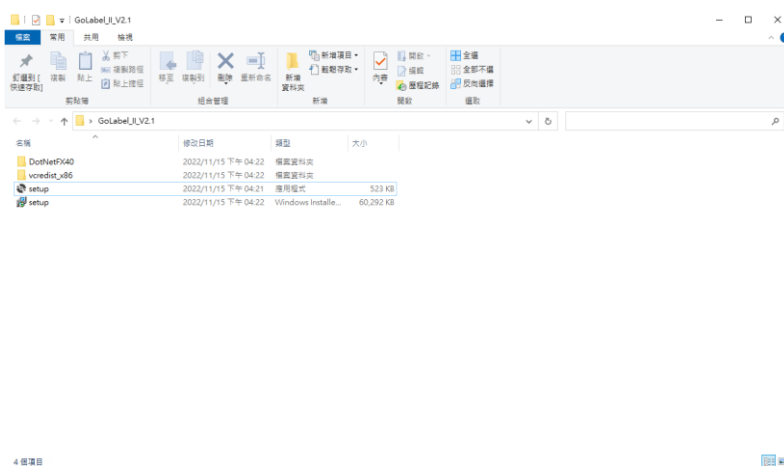 GoLabel_II_V2.1
檔案 常用 共用 檢視
釘選到 [快速存取]
複製
貼上
剪下
複製路徑
貼上捷徑
剪貼簿
移至
複製到
刪除
重新命名
組合管理
新增資料夾
新增項目
輕鬆存取
新增
內容
開啟
編輯
歷程記錄
開啟
全選
全部不選
反向選擇
選取
GoLabel_II_V2.1
名稱 修改日期 類型 大小
DotNetFX40 2022/11/15 下午 04:22 檔案資料夾
vcredist_x86 2022/11/15 下午 04:22 檔案資料夾
setup 2022/11/15 下午 04:21 應用程式 523 KB
setup 2022/11/15 下午 04:22 Windows Installe... 60,292 KB
4 個項目